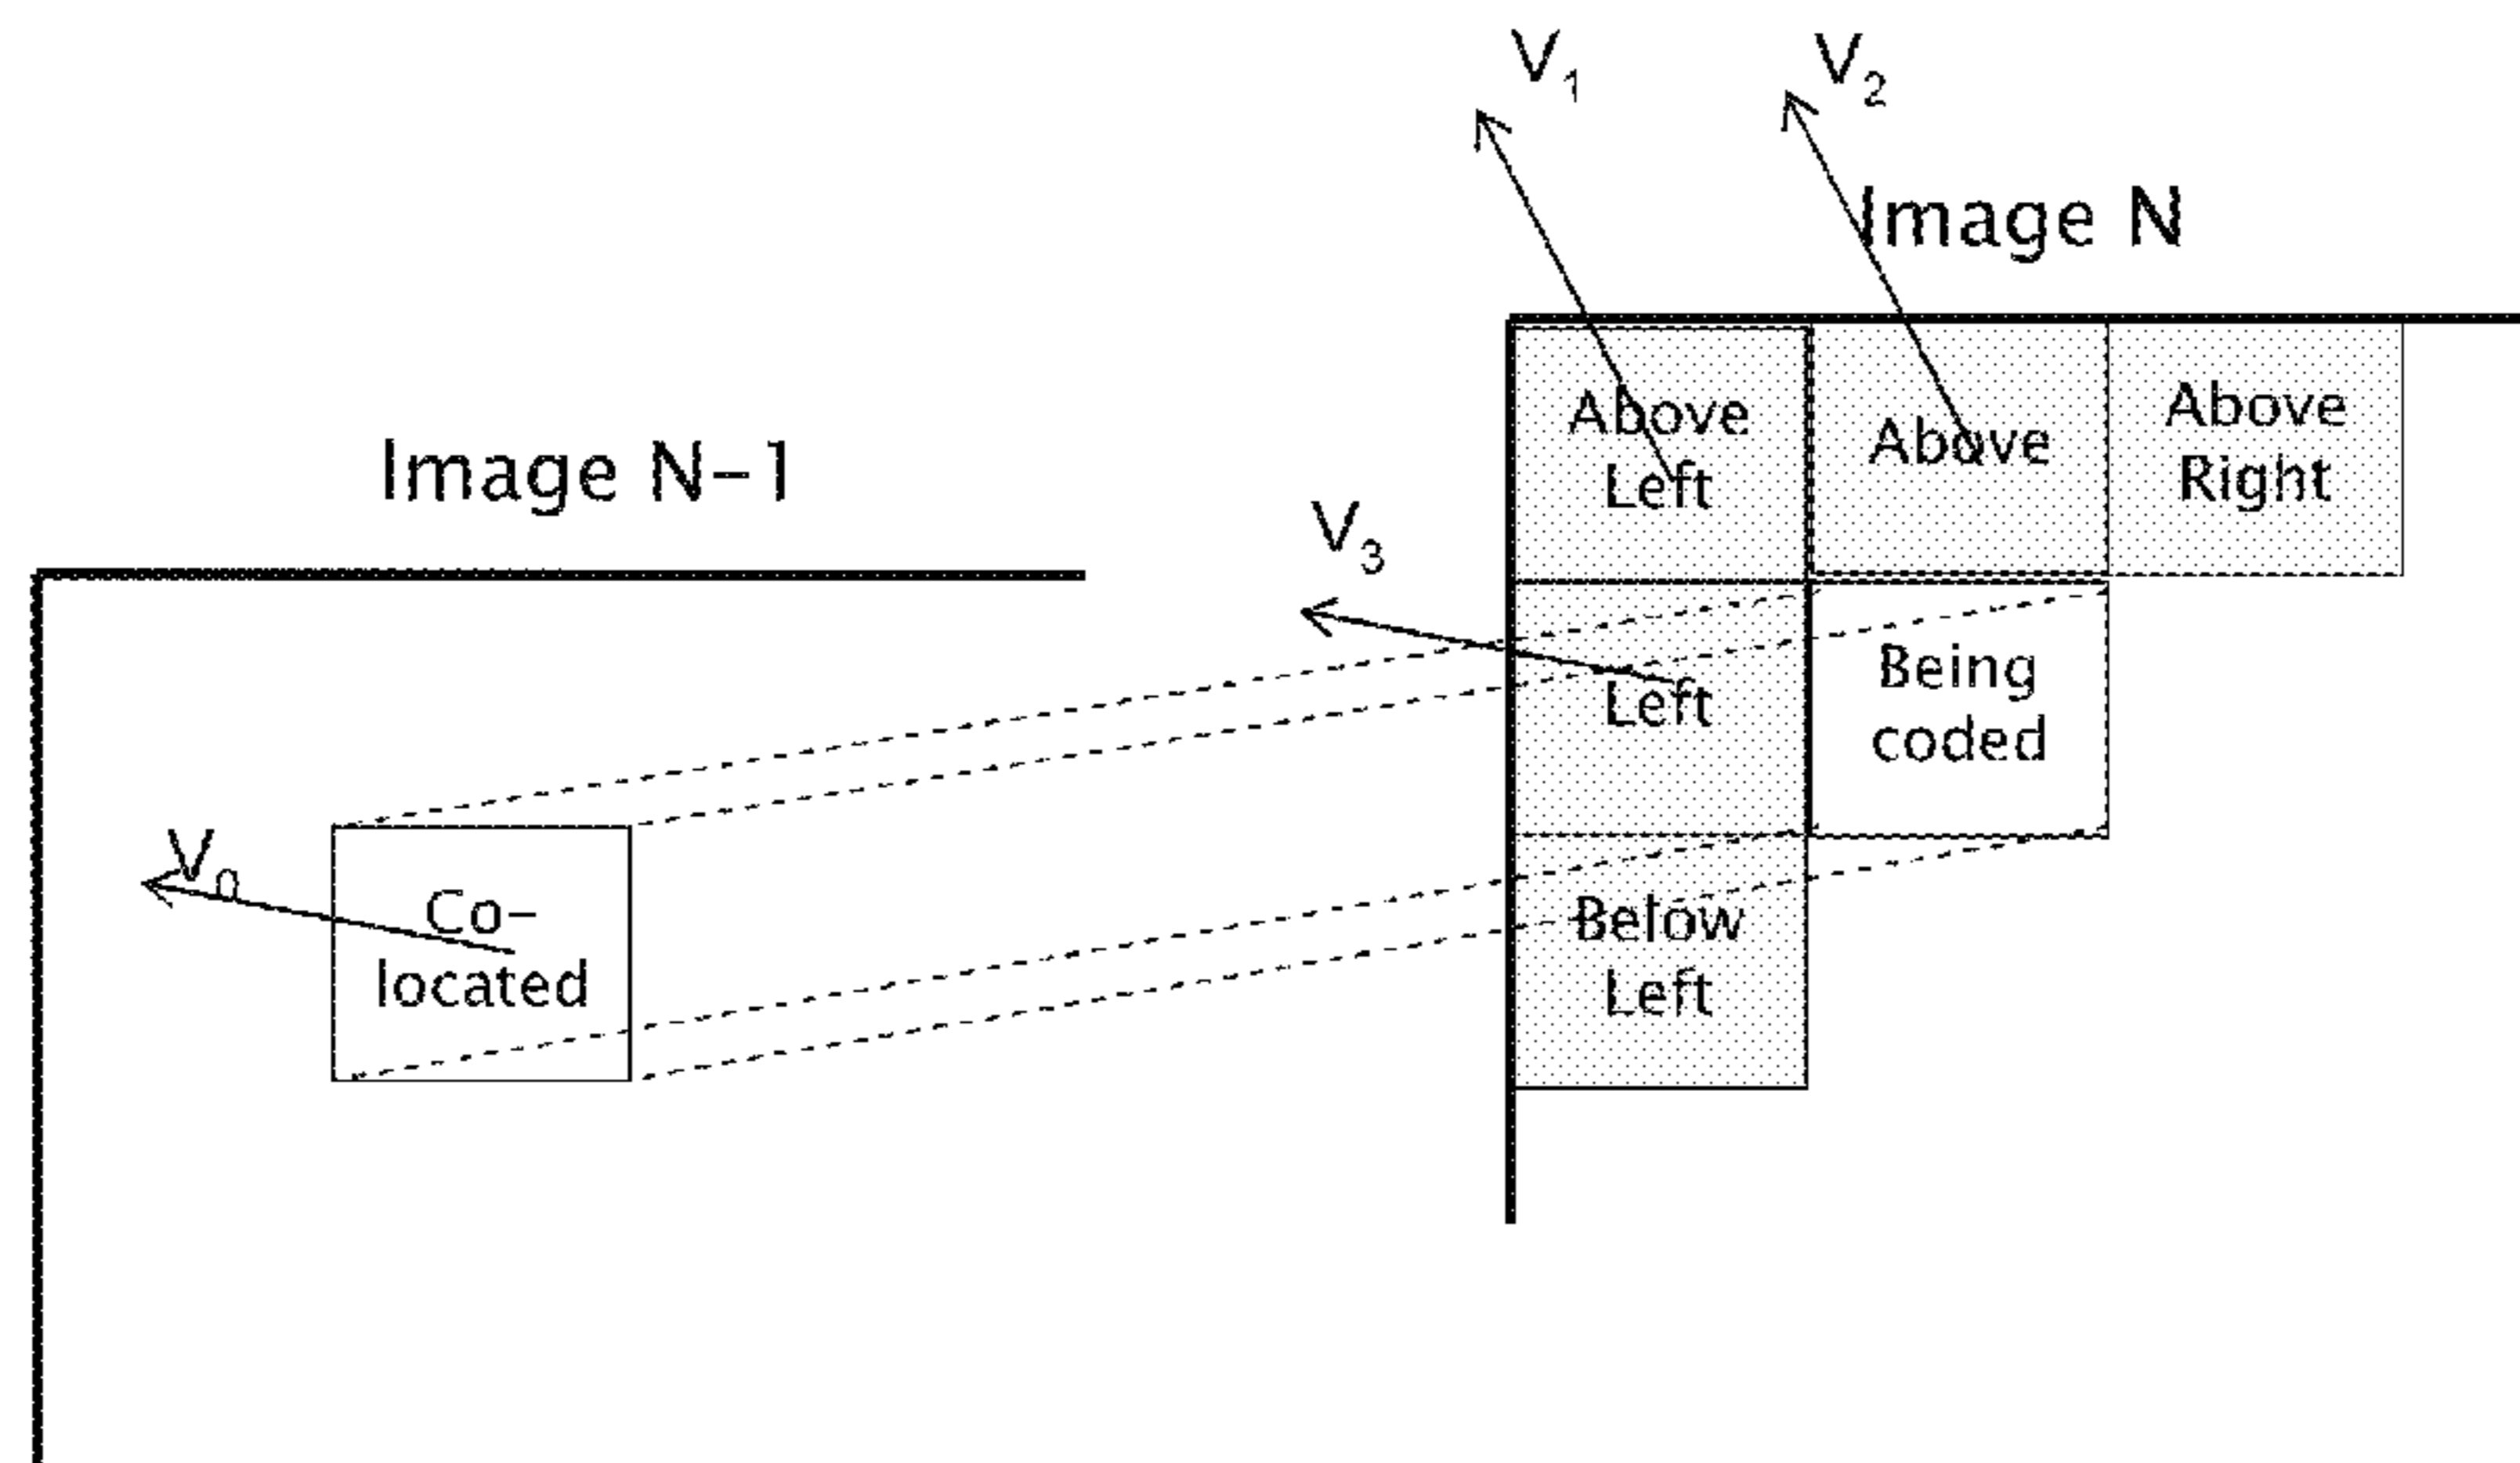 V1
V2
Image N
Above
Left
Above
Above
Right
Image N-1
V3
Left
Being
coded
V0
Co-
located
Below
Left